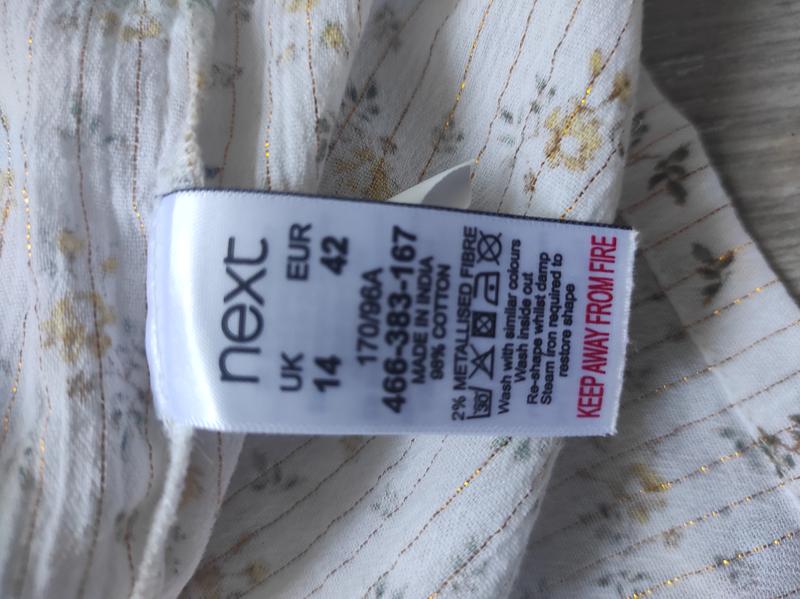 next
UK EUR
14 42
170/96A
466-383-167
MADE IN INDIA
98% COTTON
2% METALLISED FIBRE
30
Wash with similar colours
Wash inside out
Re-shape whilst damp
Steam iron required to
restore shape
KEEP AWAY FROM FIRE